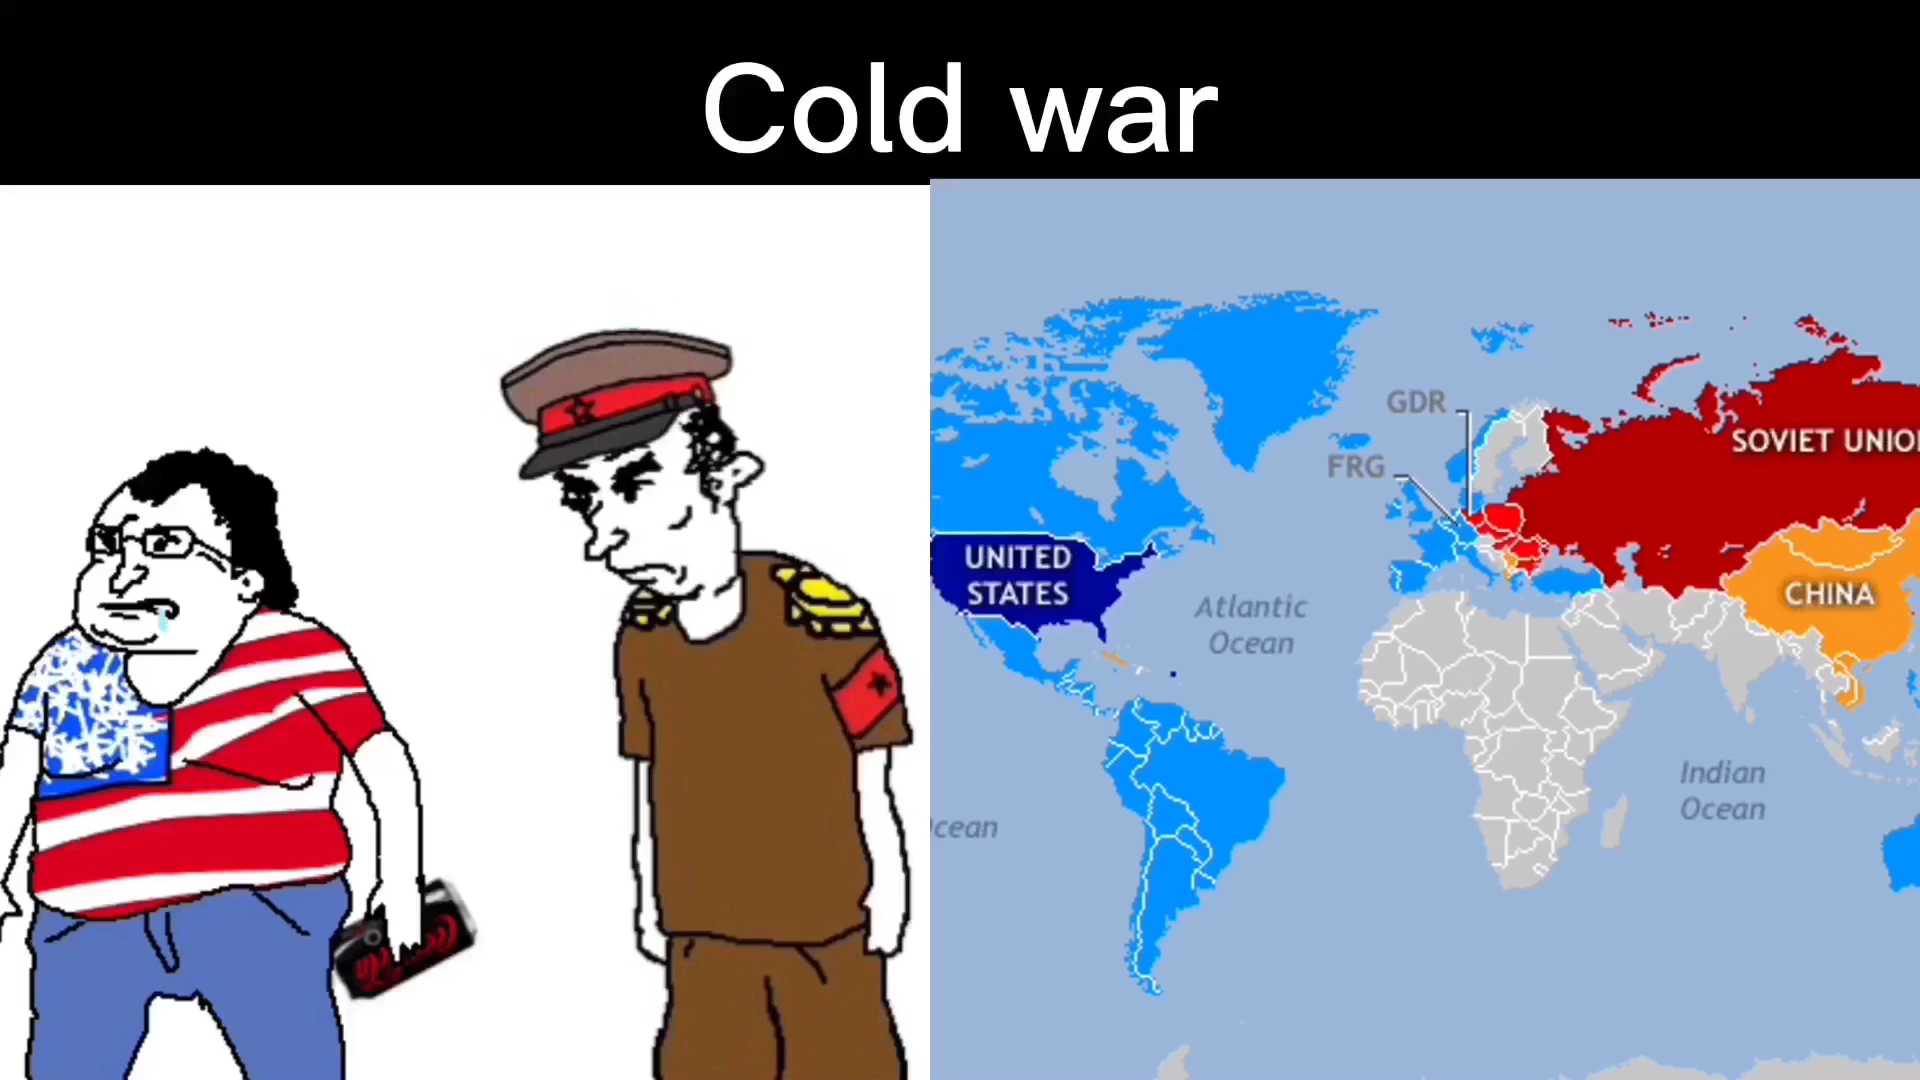 Cold war
GDR
FRG
SOVIET UNIO
UNITED
STATES
CHINA
Atlantic
Ocean
Indian
Ocean
cean